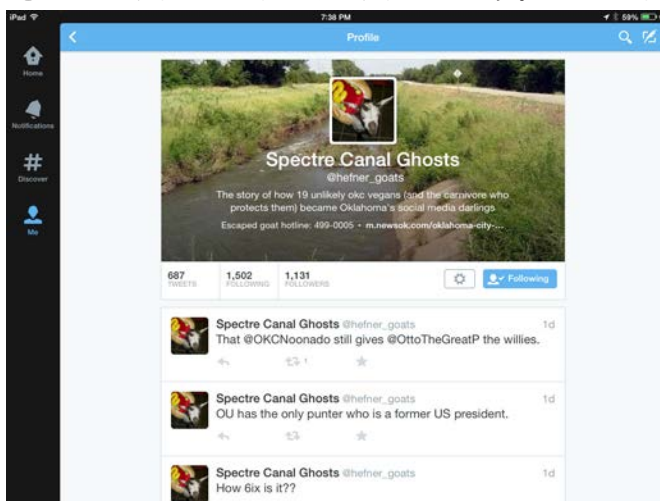 iPad
7:38 PM
59%
Profile
Home
Notifications
Discover
Me
Spectre Canal Ghosts
@hefner_goats
The story of how 19 unlikely okc vegans (and the carnivore who
protects them) became Oklahoma's social media darlings
Escaped goat hotline: 499-0005 • m.newsok.com/oklahoma-city-...
687
TWEETS
1,502
FOLLOWING
1,131
FOLLOWERS
Following
Spectre Canal Ghosts @hefner_goats 1d
That @OKCNoonado still gives @OttoTheGreatP the willies.
1
Spectre Canal Ghosts @hefner_goats 1d
OU has the only punter who is a former US president.
Spectre Canal Ghosts @hefner_goats 1d
How 6ix is it??